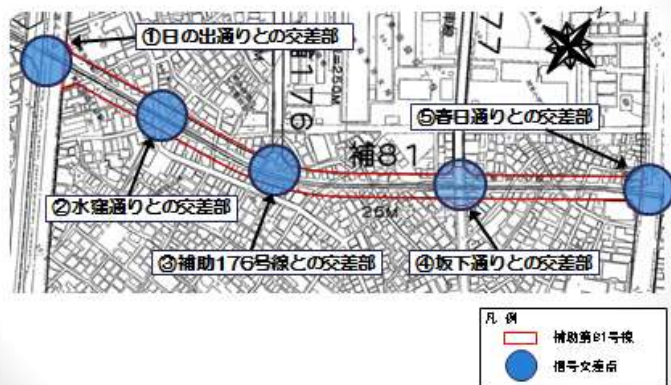 ①日の出通りとの交差部
②水窪通りとの交差部
③補助176号線との交差部
補81
25M
④坂下通りとの交差部
⑤春日通りとの交差部
凡 例
補助第81号線
信号交差点